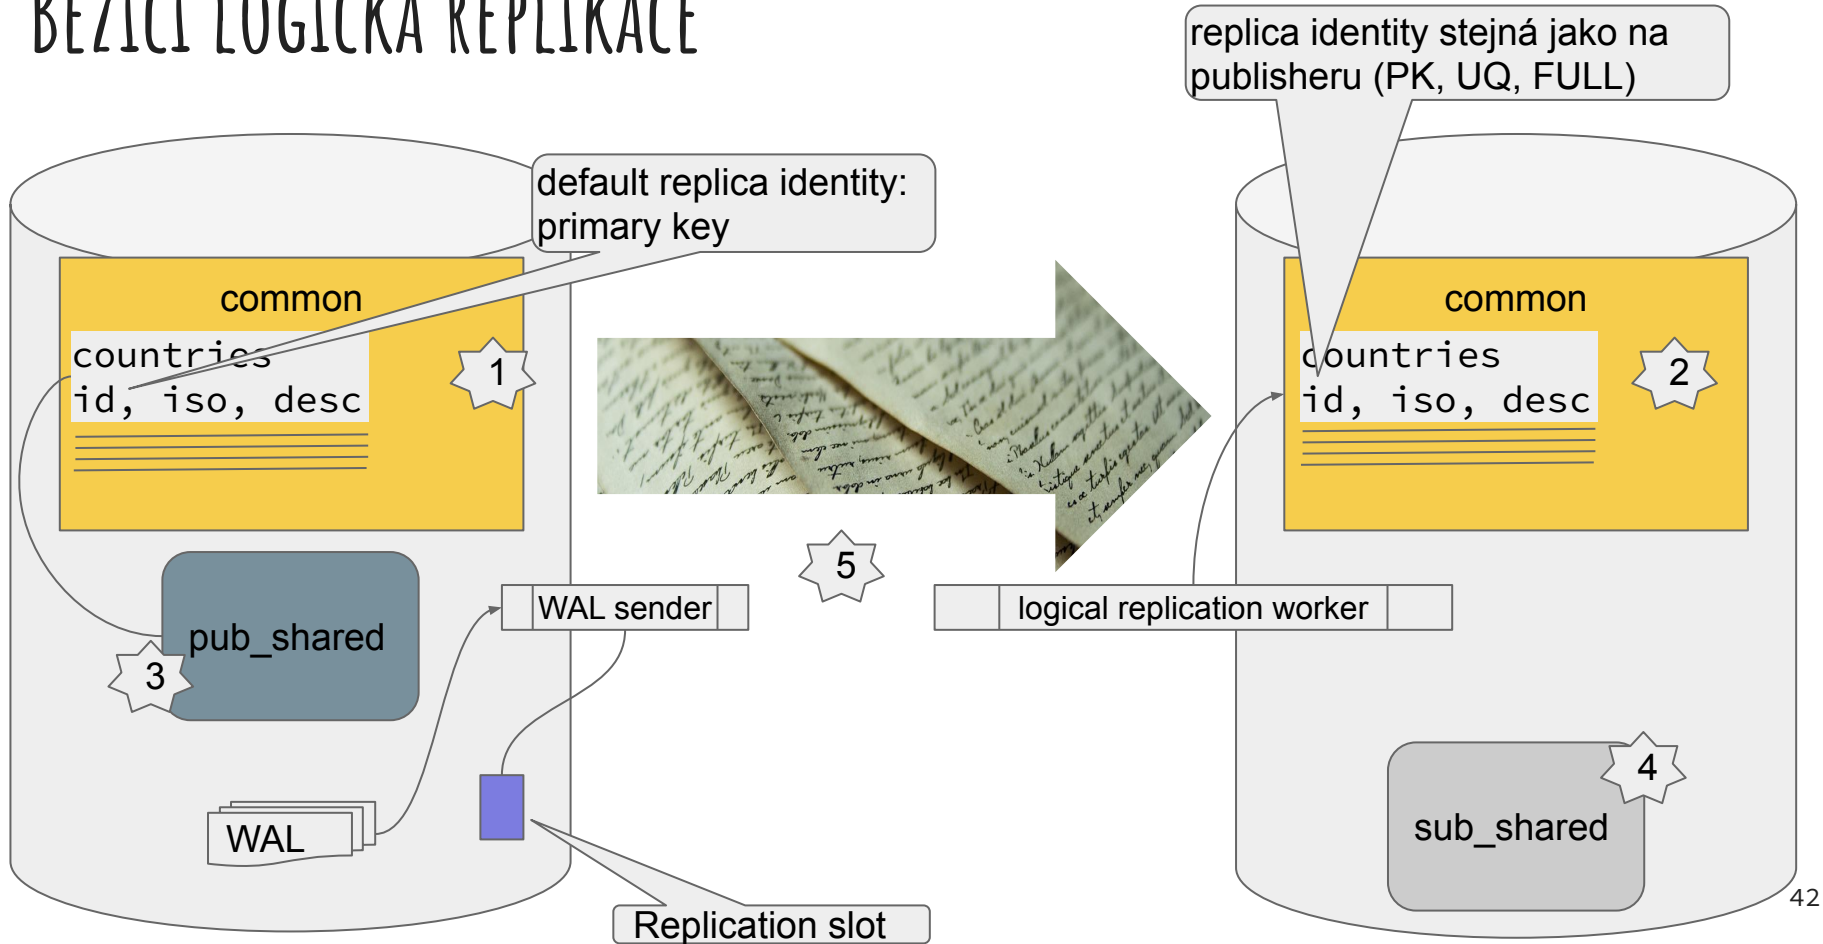 BĚŽÍCÍ LOGICKÁ REPLIKACE
replica identity stejná jako na
publisheru (PK, UQ, FULL)
default replica identity:
primary key
common
countries
id, iso, desc
1
common
countries
id, iso, desc
2
5
pub_shared
3
WAL sender
logical replication worker
WAL
sub_shared
4
Replication slot
42